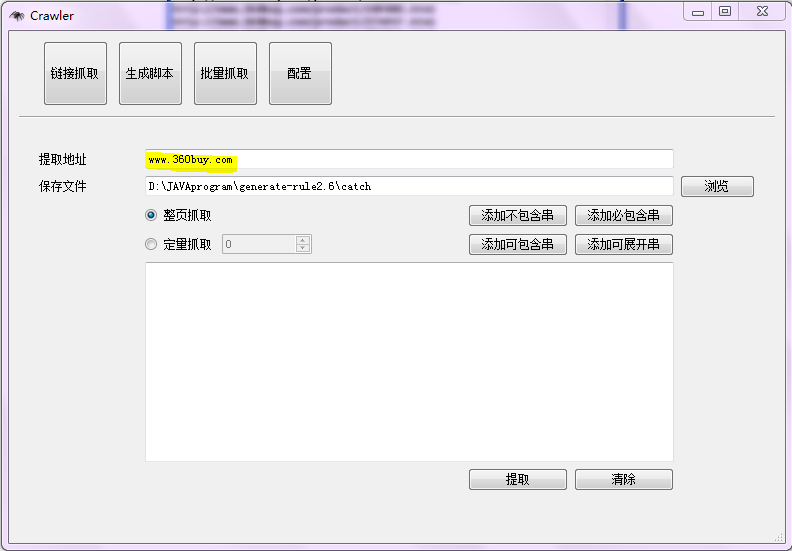 Crawler
链接抓取 生成脚本 批量抓取 配置
提取地址 www.360buy.com
保存文件 D:\JAVAprogram\generate-rule2.6\catch 浏览
整页抓取 添加不包含串 添加必包含串
定量抓取 0 添加可包含串 添加可展开串
提取 清除